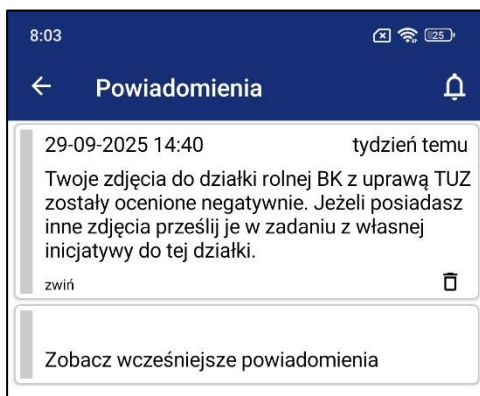 8:03
25
Powiadomienia
29-09-2025 14:40 tydzień temu
Twoje zdjęcia do działki rolnej BK z uprawą TUZ
zostały ocenione negatywnie. Jeżeli posiadasz
inne zdjęcia prześlij je w zadaniu z własnej
inicjatywy do tej działki.
zwiń
Zobacz wcześniejsze powiadomienia